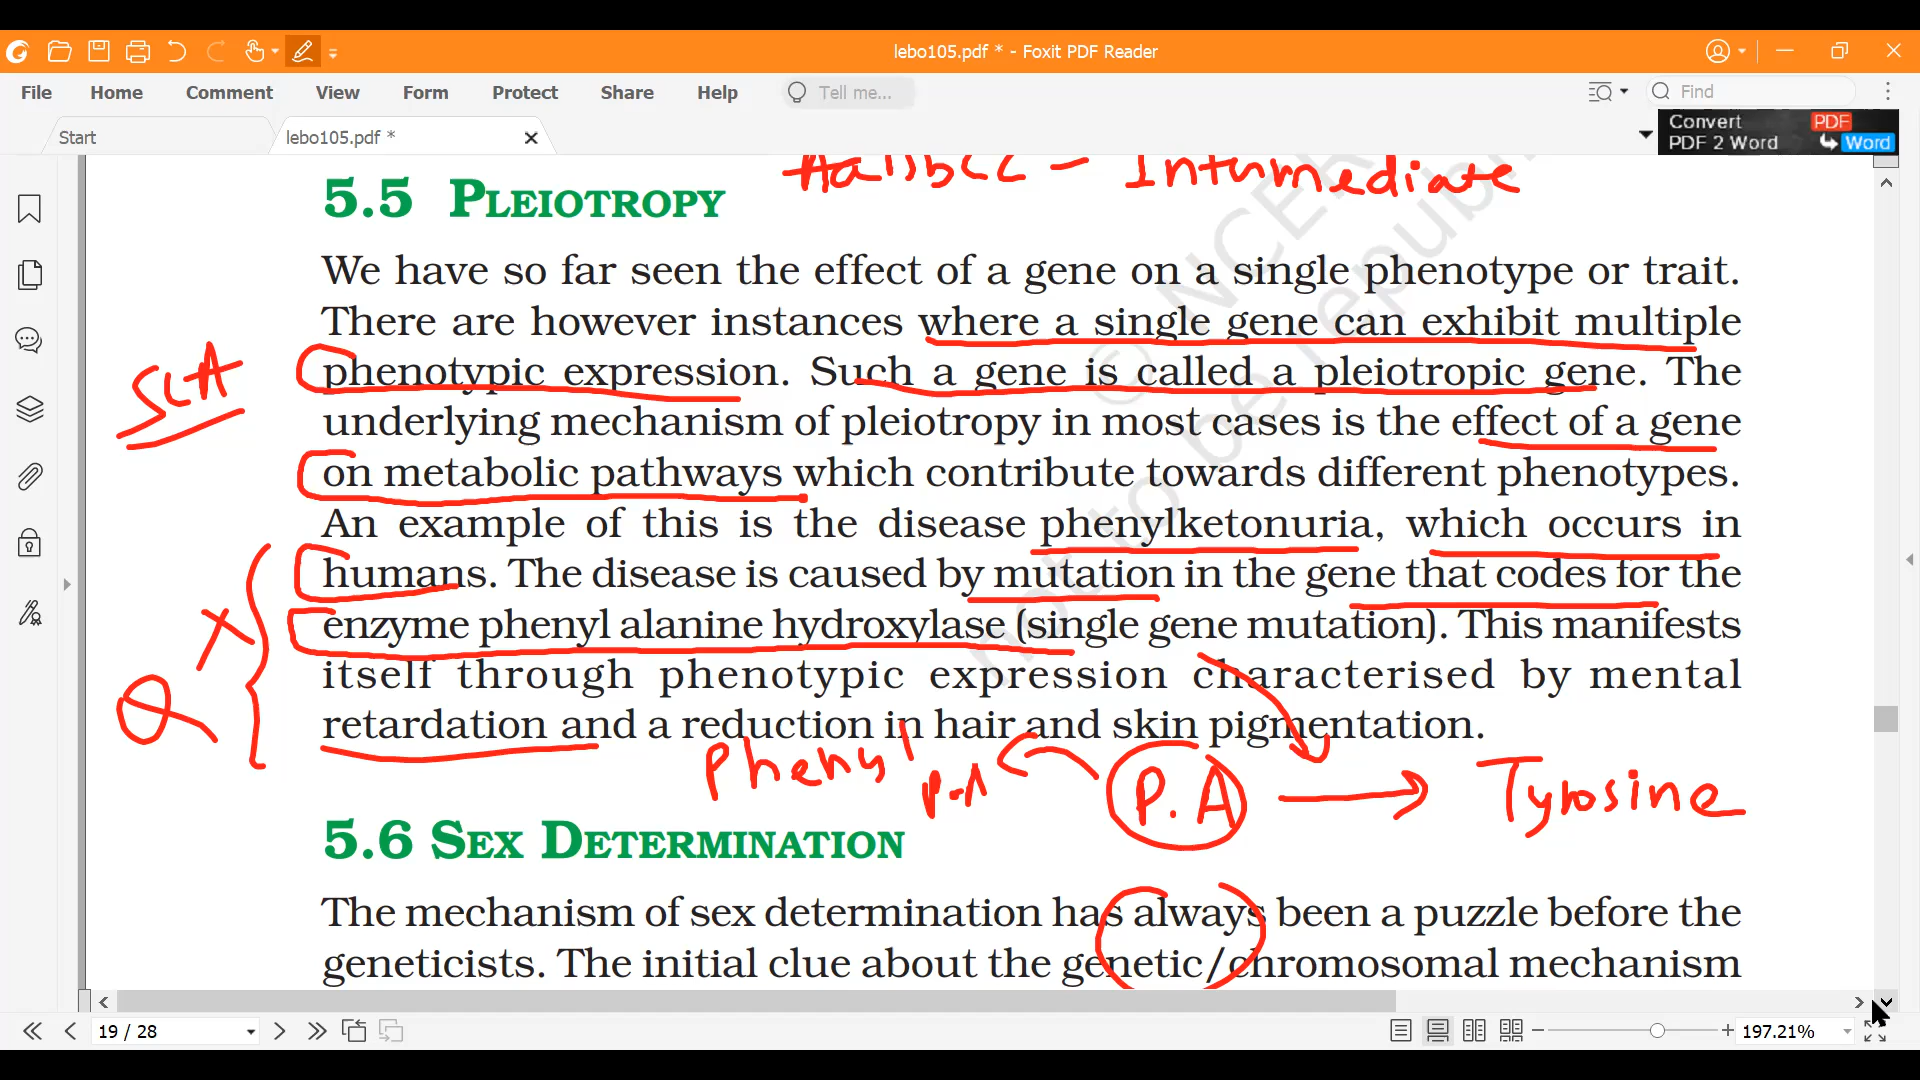 lebo105.pdf * - Foxit PDF Reader
File Home Comment View Form Protect Share Help Tell me... Find
Start lebo105.pdf *
Convert PDF
PDF 2 Word Word
Intermediate
5.5 PLEIOTROPY
We have so far seen the effect of a gene on a single phenotype or trait.
There are however instances where a single gene can exhibit multiple
phenotypic expression. Such a gene is called a pleiotropic gene. The
SCA
underlying mechanism of pleiotropy in most cases is the effect of a gene
on metabolic pathways which contribute towards different phenotypes.
An example of this is the disease phenylketonuria, which occurs in
humans. The disease is caused by mutation in the gene that codes for the
enzyme phenyl alanine hydroxylase (single gene mutation). This manifests
itself through phenotypic expression characterised by mental
retardation and a reduction in hair and skin pigmentation.
Phenyl P.A P.A → Tyrosine
5.6 SEX DETERMINATION
The mechanism of sex determination has always been a puzzle before the
geneticists. The initial clue about the genetic/chromosomal mechanism
© NCERT
not to be republi
19 / 28
197.21%